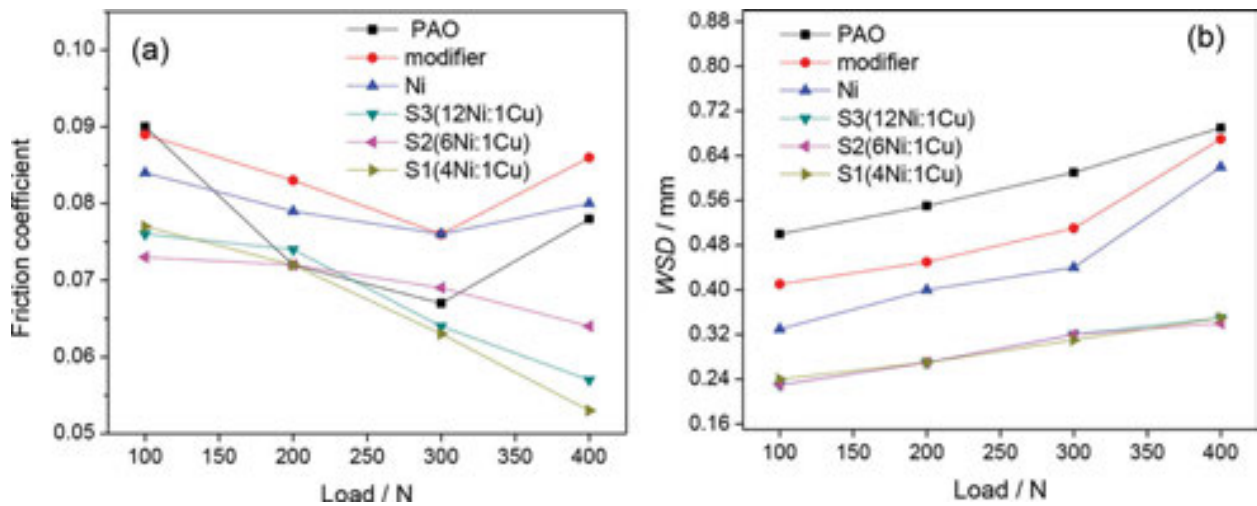 (a)
PAO
modifier
Ni
S3(12Ni:1Cu)
S2(6Ni:1Cu)
S1(4Ni:1Cu)
0.10
0.09
0.08
0.07
0.06
0.05
Friction coefficient
100 150 200 250 300 350 400
Load / N
(b)
PAO
modifier
Ni
S3(12Ni:1Cu)
S2(6Ni:1Cu)
S1(4Ni:1Cu)
0.88
0.80
0.72
0.64
0.56
0.48
0.40
0.32
0.24
0.16
WSD / mm
100 150 200 250 300 350 400
Load / N